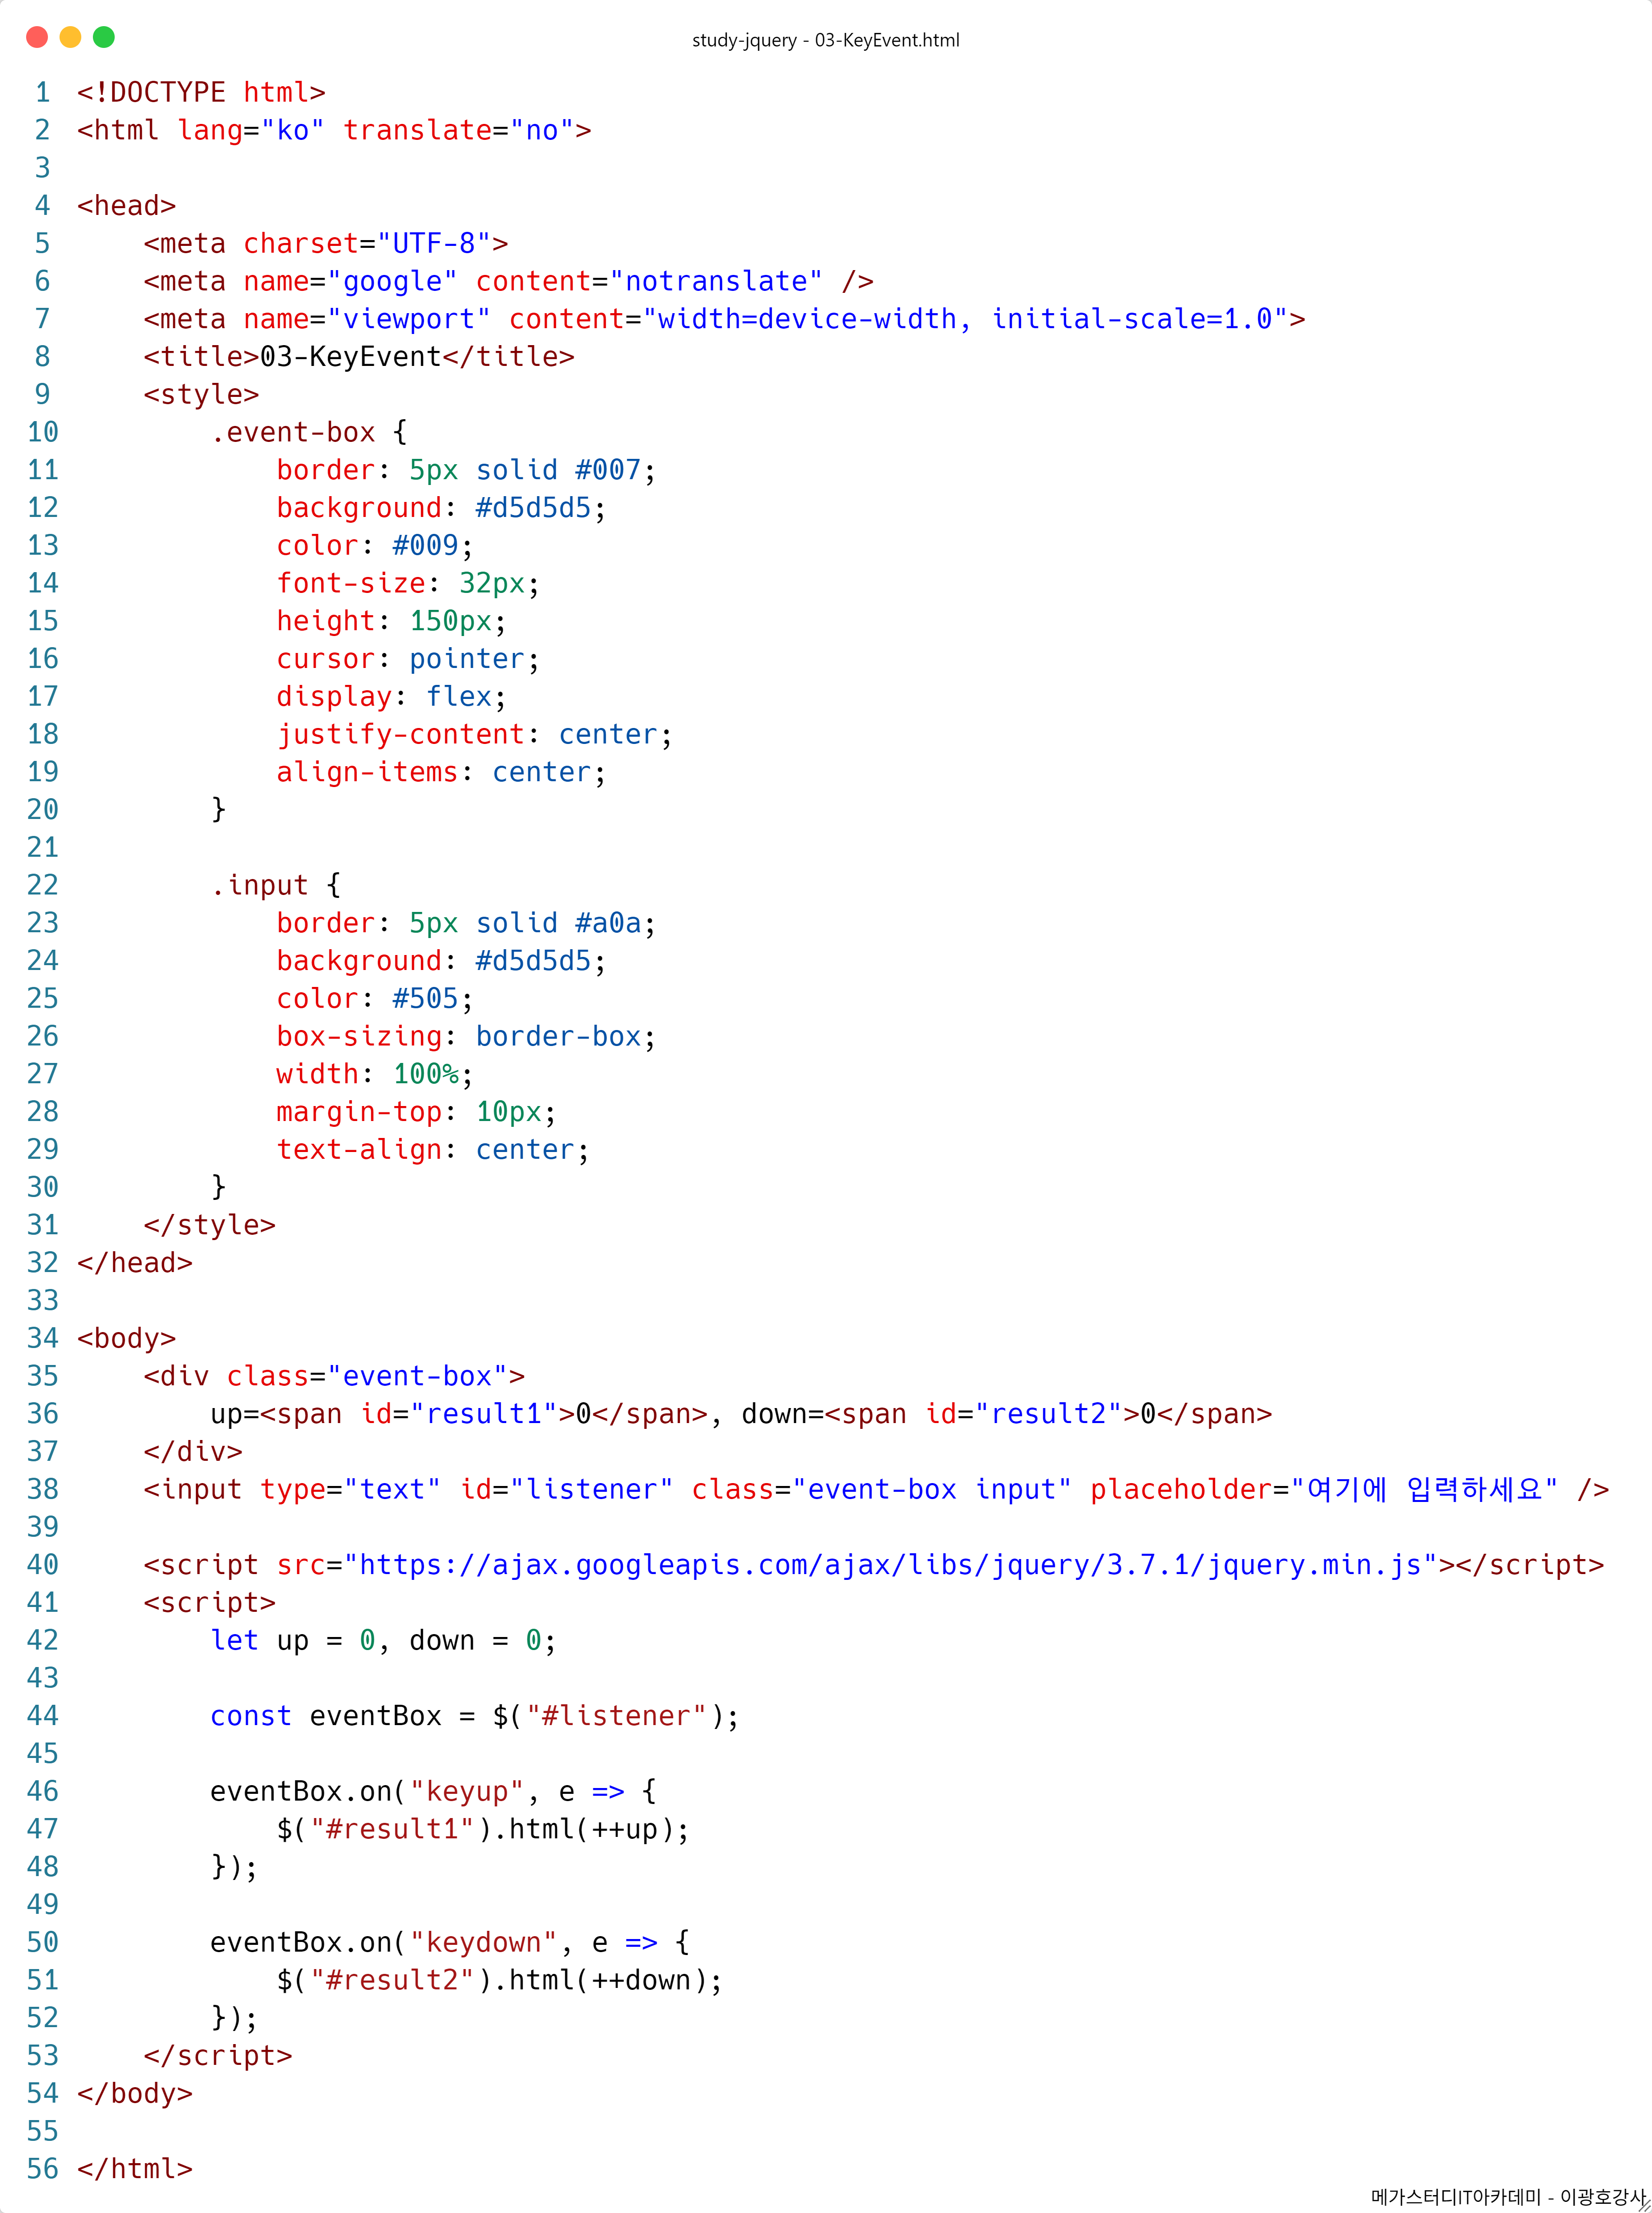 study-jquery - 03-KeyEvent.html
1 <!DOCTYPE html>
2 <html lang="ko" translate="no">
3
4 <head>
5     <meta charset="UTF-8">
6     <meta name="google" content="notranslate" />
7     <meta name="viewport" content="width=device-width, initial-scale=1.0">
8     <title>03-KeyEvent</title>
9     <style>
10         .event-box {
11             border: 5px solid #007;
12             background: #d5d5d5;
13             color: #009;
14             font-size: 32px;
15             height: 150px;
16             cursor: pointer;
17             display: flex;
18             justify-content: center;
19             align-items: center;
20         }
21
22         .input {
23             border: 5px solid #a0a;
24             background: #d5d5d5;
25             color: #505;
26             box-sizing: border-box;
27             width: 100%;
28             margin-top: 10px;
29             text-align: center;
30         }
31     </style>
32 </head>
33
34 <body>
35     <div class="event-box">
36         up=<span id="result1">0</span>, down=<span id="result2">0</span>
37     </div>
38     <input type="text" id="listener" class="event-box input" placeholder="여기에 입력하세요" />
39
40     <script src="https://ajax.googleapis.com/ajax/libs/jquery/3.7.1/jquery.min.js"></script>
41     <script>
42         let up = 0, down = 0;
43
44         const eventBox = $("#listener");
45
46         eventBox.on("keyup", e => {
47             $("#result1").html(++up);
48         });
49
50         eventBox.on("keydown", e => {
51             $("#result2").html(++down);
52         });
53     </script>
54 </body>
55
56 </html>
메가스터디IT아카데미 - 이광호강사